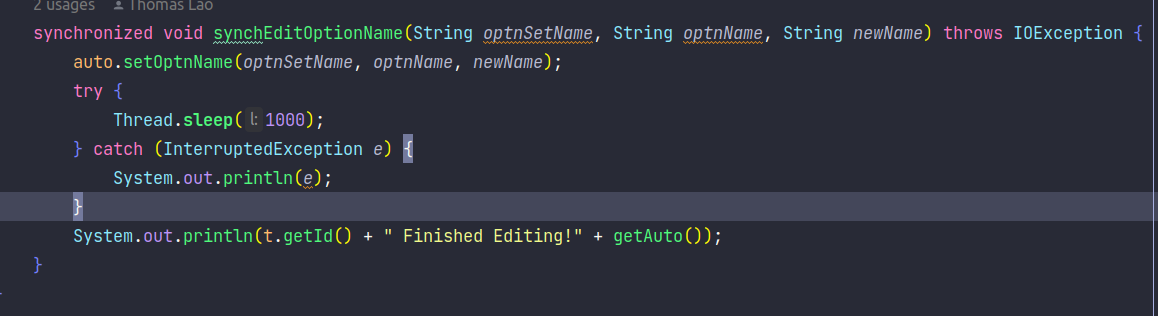 2 usages Thomas Lao
synchronized void synchEditOptionName(String optnSetName, String optnName, String newName) throws IOException {
auto.setOptnName(optnSetName, optnName, newName);
try {
Thread.sleep( l: 1000);
} catch (InterruptedException e) {
System.out.println(e);
}
System.out.println(t.getId() + " Finished Editing!" + getAuto());
}